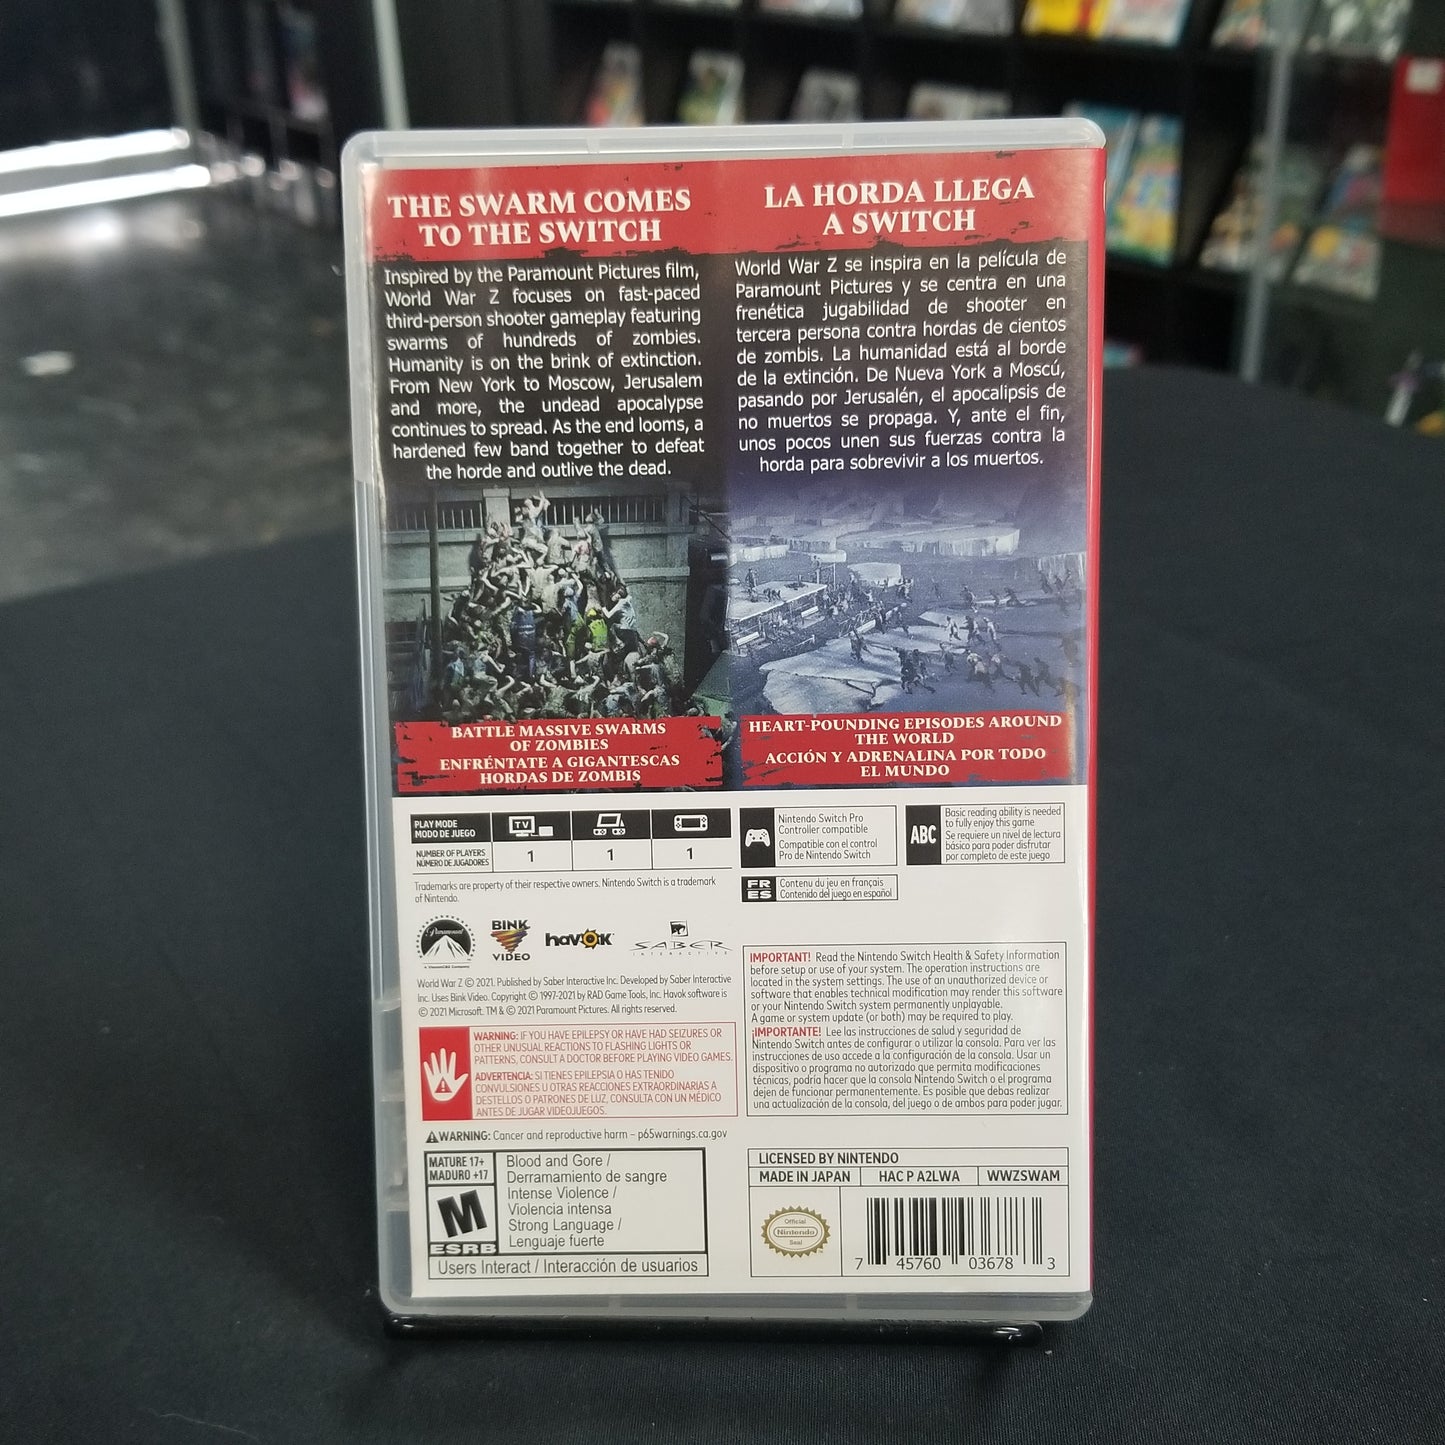 THE SWARM COMES
TO THE SWITCH
Inspired by the Paramount Pictures film,
World War Z focuses on fast-paced
third-person shooter gameplay featuring
swarms of hundreds of zombies.
Humanity is on the brink of extinction.
From New York to Moscow, Jerusalem
and more, the undead apocalypse
continues to spread. As the end looms, a
hardened few band together to defeat
the horde and outlive the dead.
LA HORDA LLEGA
A SWITCH
World War Z se inspira en la película de
Paramount Pictures y se centra en una
frenética jugabilidad de shooter en
tercera persona contra hordas de cientos
de zombis. La humanidad está al borde
de la extinción. De Nueva York a Moscú,
pasando por Jerusalén, el apocalipsis de
no muertos se propaga. Y, ante el fin,
unos pocos unen sus fuerzas contra la
horda para sobrevivir a los muertos.
BATTLE MASSIVE SWARMS
OF ZOMBIES
ENFRÉNTATE A GIGANTESCAS
HORDAS DE ZOMBIS
HEART-POUNDING EPISODES AROUND
THE WORLD
ACCIÓN Y ADRENALINA POR TODO
EL MUNDO
PLAY MODE
MODO DE JUEGO
TV
NUMBER OF PLAYERS
NÚMERO DE JUGADORES
1 1 1
Nintendo Switch Pro
Controller compatible
Compatible con el control
Pro de Nintendo Switch
ABC
Basic reading ability is needed
to fully enjoy this game
Se requiere un nivel de lectura
básico para poder disfrutar
por completo de este juego
FR
ES
Contenu du jeu en français
Contenido del juego en español
Trademarks are property of their respective owners. Nintendo Switch is a trademark
of Nintendo.
Paramount
A ViacomCBS Company
BINK
VIDEO
havok
SABER
INTERACTIVE
World War Z © 2021. Published by Saber Interactive Inc. Developed by Saber Interactive
Inc. Uses Bink Video. Copyright © 1997-2021 by RAD Game Tools, Inc. Havok software is
© 2021 Microsoft. TM & © 2021 Paramount Pictures. All rights reserved.
WARNING: IF YOU HAVE EPILEPSY OR HAVE HAD SEIZURES OR
OTHER UNUSUAL REACTIONS TO FLASHING LIGHTS OR
PATTERNS, CONSULT A DOCTOR BEFORE PLAYING VIDEO GAMES.
ADVERTENCIA: SI TIENES EPILEPSIA O HAS TENIDO
CONVULSIONES U OTRAS REACCIONES EXTRAORDINARIAS A
DESTELLOS O PATRONES DE LUZ, CONSULTA CON UN MÉDICO
ANTES DE JUGAR VIDEOJUEGOS.
WARNING: Cancer and reproductive harm – p65warnings.ca.gov
IMPORTANT! Read the Nintendo Switch Health & Safety Information
before setup or use of your system. The operation instructions are
located in the system settings. The use of an unauthorized device or
software that enables technical modification may render this software
or your Nintendo Switch system permanently unplayable.
A game or system update (or both) may be required to play.
¡IMPORTANTE! Lee las instrucciones de salud y seguridad de
Nintendo Switch antes de configurar o utilizar la consola. Para ver las
instrucciones de uso accede a la configuración de la consola. Usar un
dispositivo o programa no autorizado que permita modificaciones
técnicas, podría hacer que la consola Nintendo Switch o el programa
dejen de funcionar permanentemente. Es posible que debas realizar
una actualización de la consola, del juego o de ambos para poder jugar.
MATURE 17+
MADURO +17
M
ESRB
Blood and Gore /
Derramamiento de sangre
Intense Violence /
Violencia intensa
Strong Language /
Lenguaje fuerte
Users Interact / Interacción de usuarios
LICENSED BY NINTENDO
MADE IN JAPAN HAC P A2LWA WWZSWAM
Official
Nintendo
Seal
7 45760 03678 3